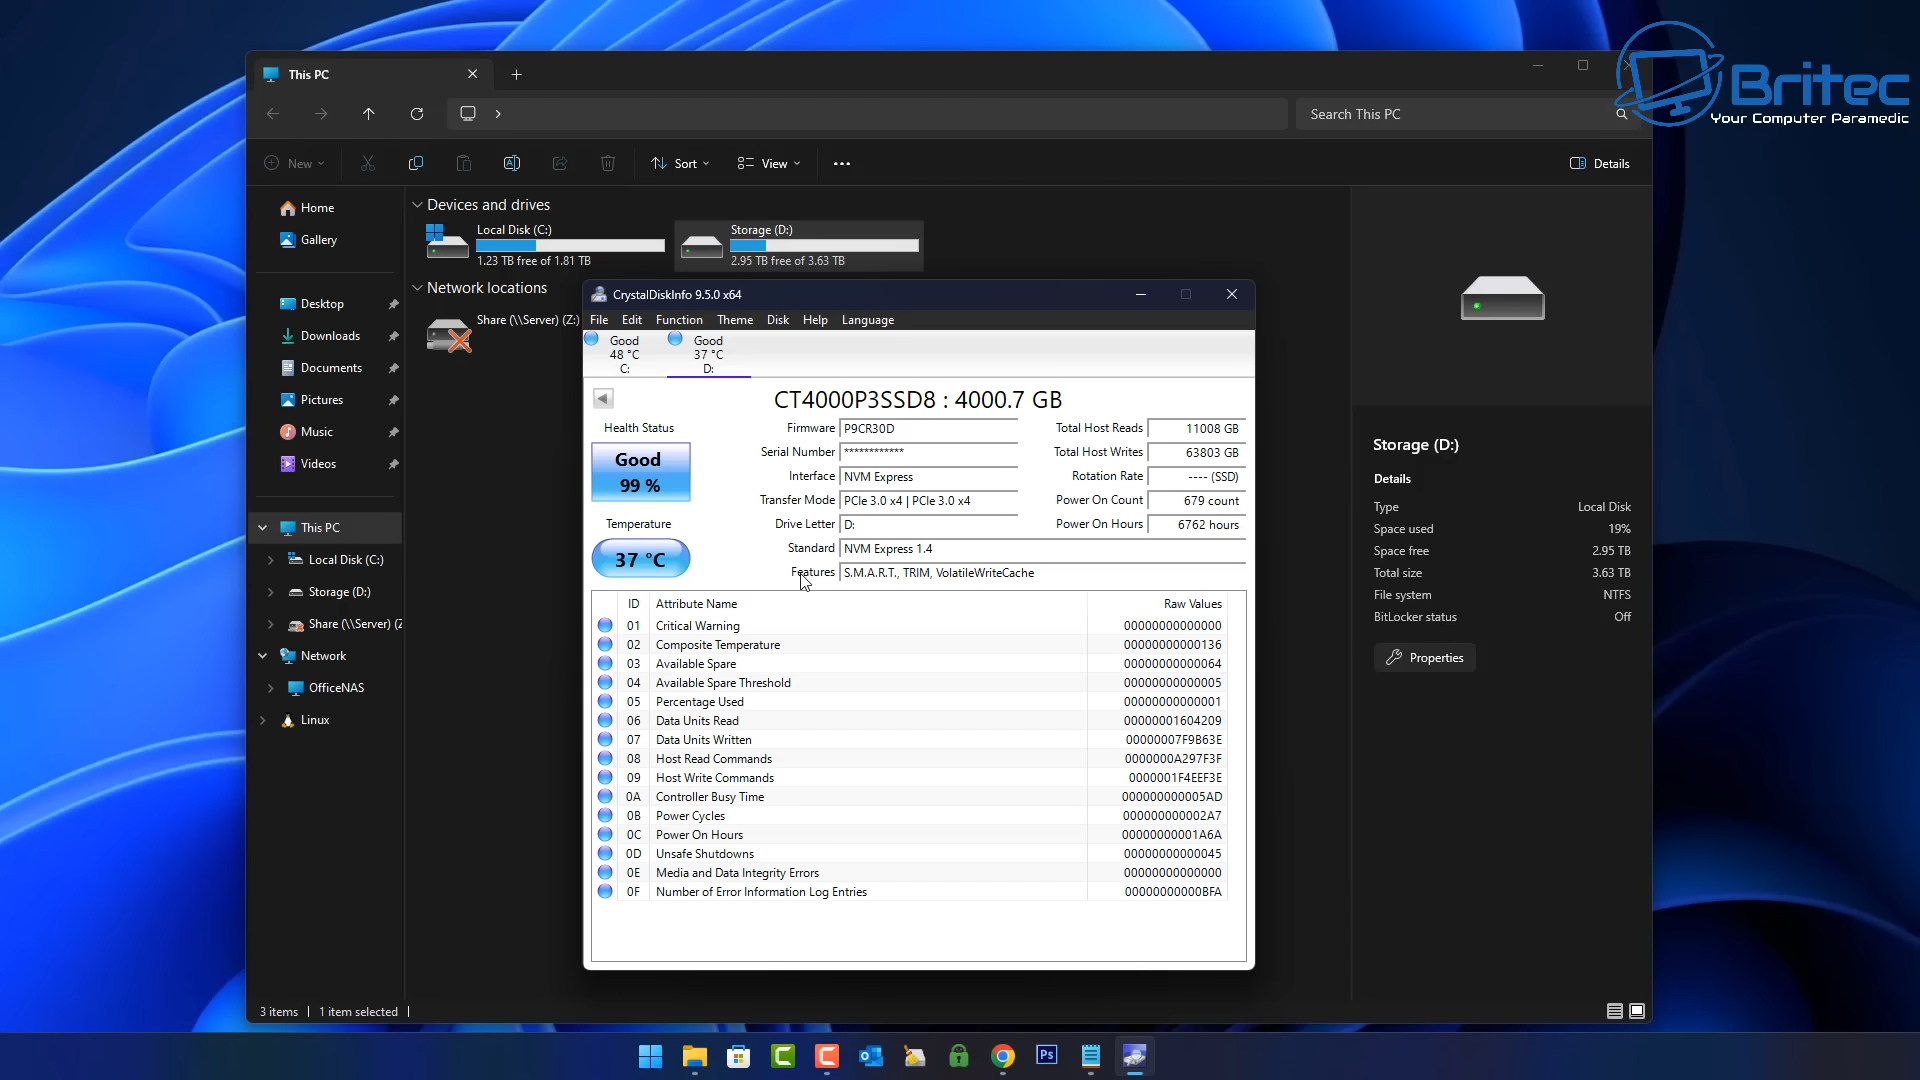 Britec
Your Computer Paramedic
This PC
Search This PC
New
Sort
View
Details
Home
Gallery
Desktop
Downloads
Documents
Pictures
Music
Videos
This PC
Local Disk (C:)
Storage (D:)
Share (\\Server) (Z
Network
OfficeNAS
Linux
Devices and drives
Local Disk (C:)
1.23 TB free of 1.81 TB
Storage (D:)
2.95 TB free of 3.63 TB
Network locations
Share (\\Server) (Z:)
CrystalDiskInfo 9.5.0 x64
File Edit Function Theme Disk Help Language
Good
48 °C
C:
Good
37 °C
D:
CT4000P3SSD8 : 4000.7 GB
Health Status
Good
99 %
Temperature
37 °C
Firmware P9CR30D
Serial Number ************
Interface NVM Express
Transfer Mode PCIe 3.0 x4 | PCIe 3.0 x4
Drive Letter D:
Standard NVM Express 1.4
Features S.M.A.R.T., TRIM, VolatileWriteCache
Total Host Reads 11008 GB
Total Host Writes 63803 GB
Rotation Rate ---- (SSD)
Power On Count 679 count
Power On Hours 6762 hours
ID Attribute Name Raw Values
01 Critical Warning 00000000000000
02 Composite Temperature 00000000000136
03 Available Spare 00000000000064
04 Available Spare Threshold 00000000000005
05 Percentage Used 00000000000001
06 Data Units Read 00000001604209
07 Data Units Written 00000007F9B63E
08 Host Read Commands 0000000A297F3F
09 Host Write Commands 0000001F4EEF3E
0A Controller Busy Time 000000000005AD
0B Power Cycles 000000000002A7
0C Power On Hours 00000000001A6A
0D Unsafe Shutdowns 00000000000045
0E Media and Data Integrity Errors 00000000000000
0F Number of Error Information Log Entries 00000000000BFA
Storage (D:)
Details
Type Local Disk
Space used 19%
Space free 2.95 TB
Total size 3.63 TB
File system NTFS
BitLocker status Off
Properties
3 items 1 item selected
Ps